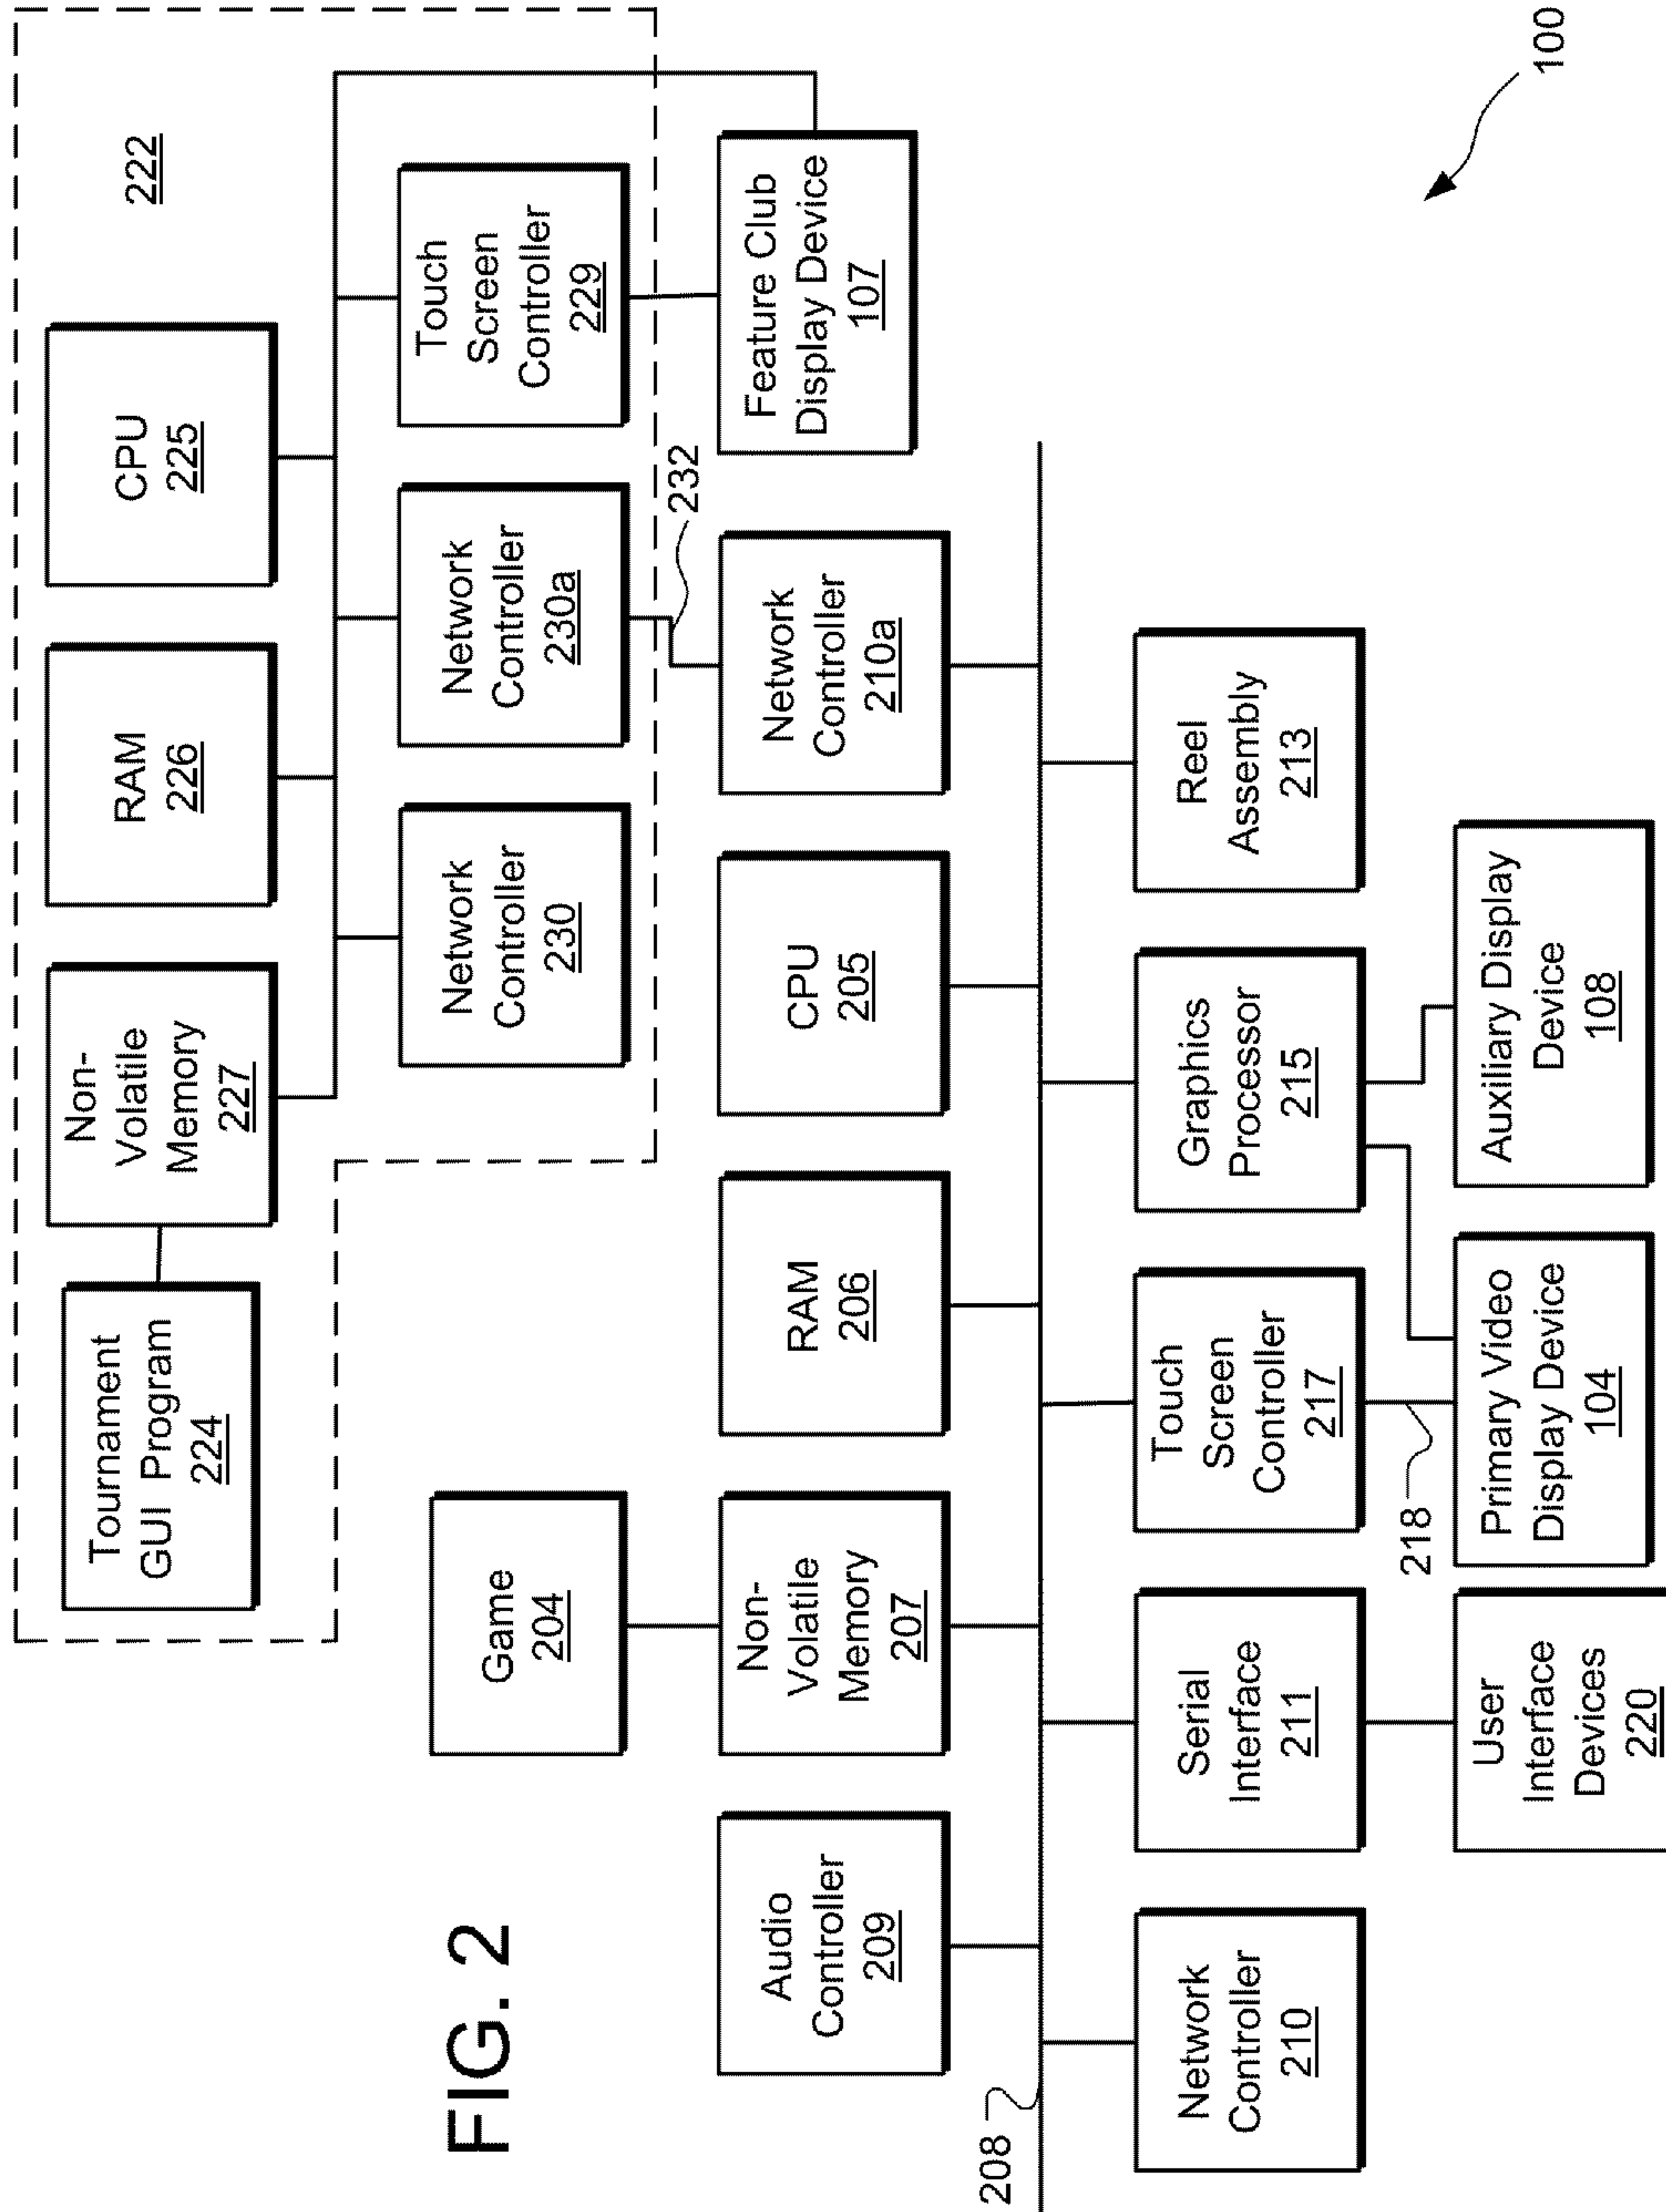 FIG. 2
222
Tournament
GUI Program
224
Non-
Volatile
Memory
227
RAM
226
CPU
225
Network
Controller
230
Network
Controller
230a
Touch
Screen
Controller
229
232
Game
204
Audio
Controller
209
Non-
Volatile
Memory
207
RAM
206
CPU
205
Network
Controller
210a
Feature Club
Display Device
107
208
Network
Controller
210
Serial
Interface
211
Touch
Screen
Controller
217
Graphics
Processor
215
Reel
Assembly
213
218
User
Interface
Devices
220
Primary Video
Display Device
104
Auxiliary Display
Device
108
100